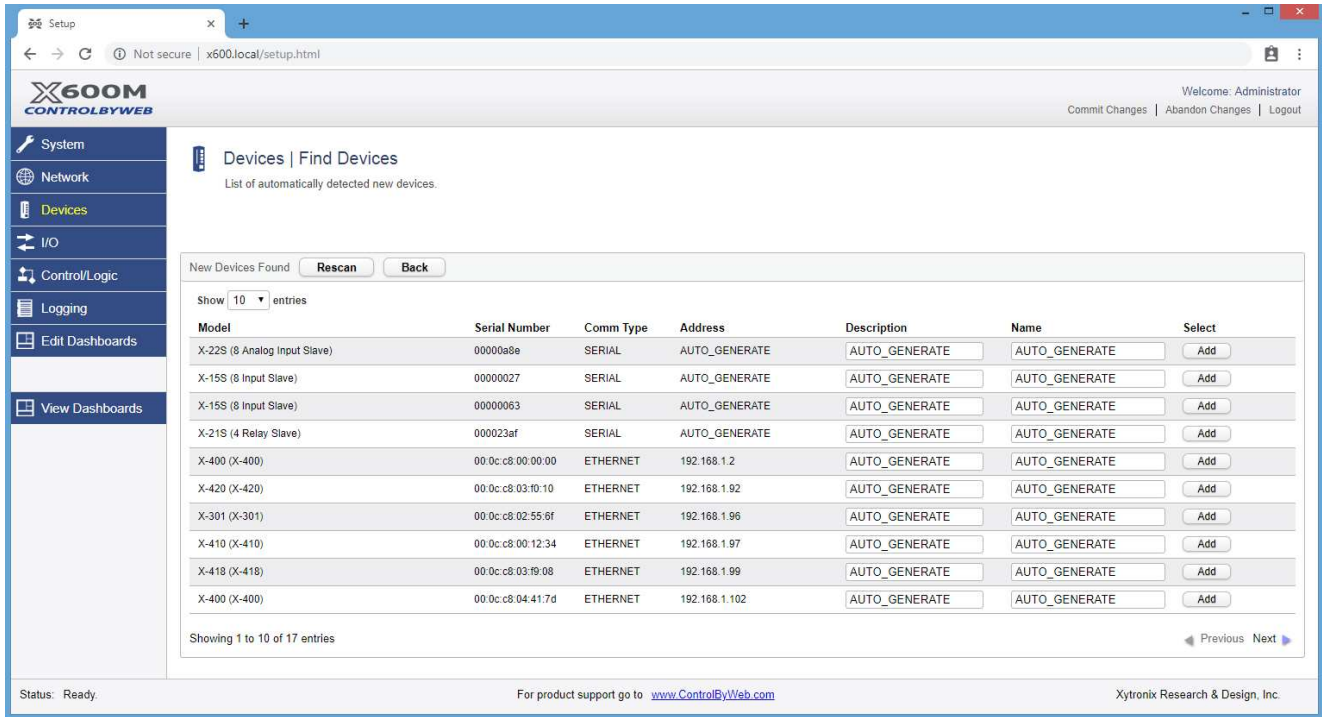 Setup
Not secure | x600.local/setup.html
X600M
CONTROLBYWEB
Welcome: Administrator
Commit Changes | Abandon Changes | Logout
System
Network
Devices
I/O
Control/Logic
Logging
Edit Dashboards
View Dashboards
Devices | Find Devices
List of automatically detected new devices.
New Devices Found Rescan Back
Show 10 entries
Model Serial Number Comm Type Address Description Name Select
X-22S (8 Analog Input Slave) 00000a8e SERIAL AUTO_GENERATE AUTO_GENERATE AUTO_GENERATE Add
X-15S (8 Input Slave) 00000027 SERIAL AUTO_GENERATE AUTO_GENERATE AUTO_GENERATE Add
X-15S (8 Input Slave) 00000063 SERIAL AUTO_GENERATE AUTO_GENERATE AUTO_GENERATE Add
X-21S (4 Relay Slave) 000023af SERIAL AUTO_GENERATE AUTO_GENERATE AUTO_GENERATE Add
X-400 (X-400) 00:0c:c8:00:00:00 ETHERNET 192.168.1.2 AUTO_GENERATE AUTO_GENERATE Add
X-420 (X-420) 00:0c:c8:03:f0:10 ETHERNET 192.168.1.92 AUTO_GENERATE AUTO_GENERATE Add
X-301 (X-301) 00:0c:c8:02:55:6f ETHERNET 192.168.1.96 AUTO_GENERATE AUTO_GENERATE Add
X-410 (X-410) 00:0c:c8:00:12:34 ETHERNET 192.168.1.97 AUTO_GENERATE AUTO_GENERATE Add
X-418 (X-418) 00:0c:c8:03:f9:08 ETHERNET 192.168.1.99 AUTO_GENERATE AUTO_GENERATE Add
X-400 (X-400) 00:0c:c8:04:41:7d ETHERNET 192.168.1.102 AUTO_GENERATE AUTO_GENERATE Add
Showing 1 to 10 of 17 entries
Previous Next
Status: Ready.
For product support go to www.ControlByWeb.com
Xytronix Research & Design, Inc.